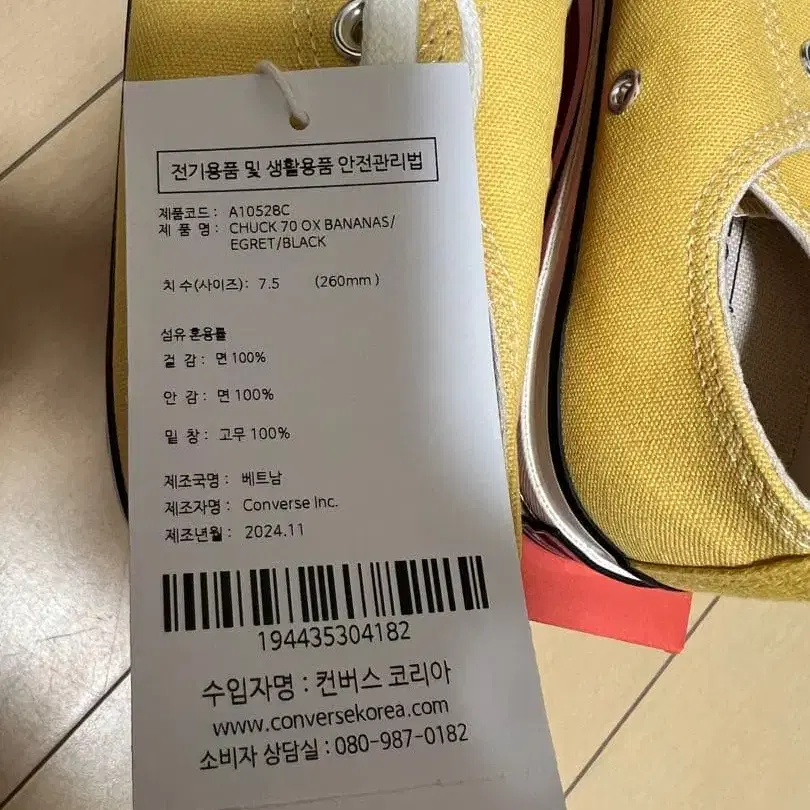 전기용품 및 생활용품 안전관리법
제품코드 : A10528C
제 품 명 : CHUCK 70 OX BANANAS/
EGRET/BLACK
치 수(사이즈) : 7.5 (260mm)
섬유 혼용률
겉 감 : 면 100%
안 감 : 면 100%
밑 창 : 고무 100%
제조국명 : 베트남
제조자명 : Converse Inc.
제조년월 : 2024.11
194435304182
수입자명 : 컨버스 코리아
www.conversekorea.com
소비자 상담실 : 080-987-0182